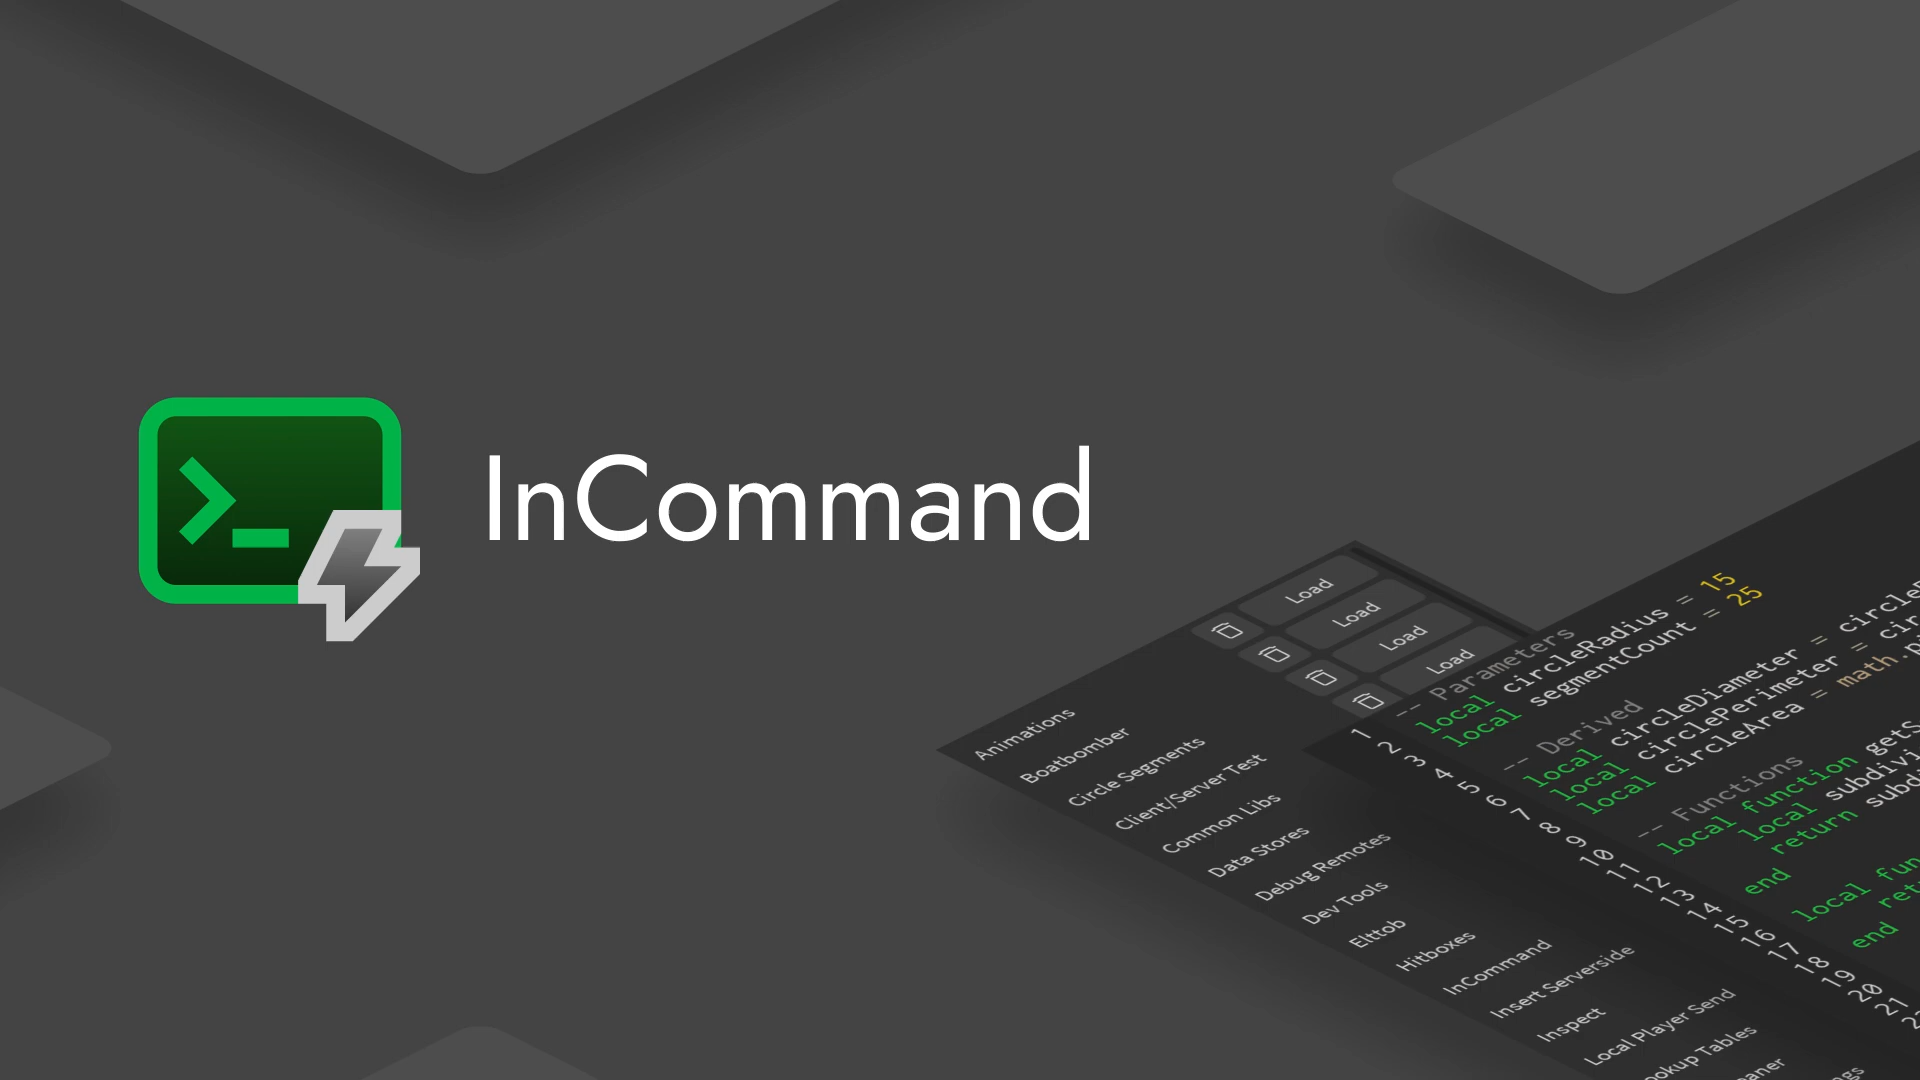 >_
InCommand
Load
Load
Load
Load
Animations
Boatbomber
Circle Segments
Client/Server Test
Common Libs
Data Stores
Debug Remotes
Dev Tools
Elttob
Hitboxes
InCommand
Insert Serverside
Inspect
Local Player Send
ookup Tables
1 -- Parameters
2 local circleRadius = 15
3 local segmentCount = 25
4
5 -- Derived
6 local circleDiameter =
7 local circlePerimeter =
8 local circleArea = math.
9
10 -- Functions
11 local function
12 local
13 return
14 end
15
16 local
17
18 end
19
20
21